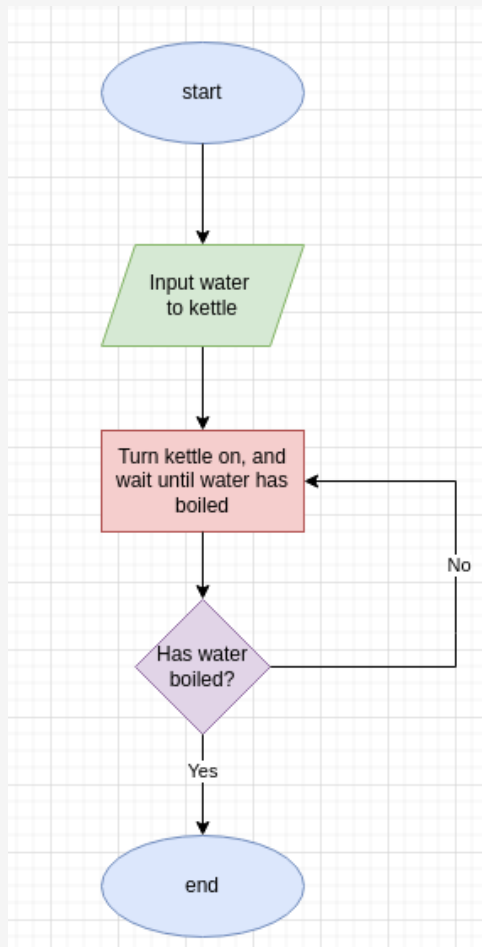 start
Input water
to kettle
Turn kettle on, and
wait until water has
boiled
No
Has water
boiled?
Yes
end